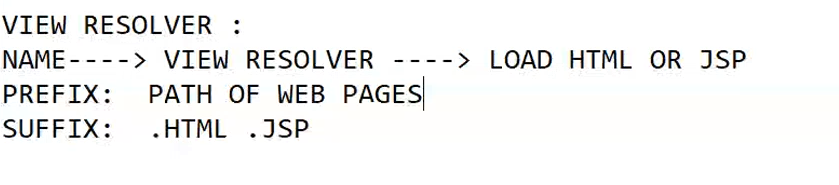 VIEW RESOLVER :
NAME----> VIEW RESOLVER ----> LOAD HTML OR JSP
PREFIX:  PATH OF WEB PAGES
SUFFIX:  .HTML .JSP